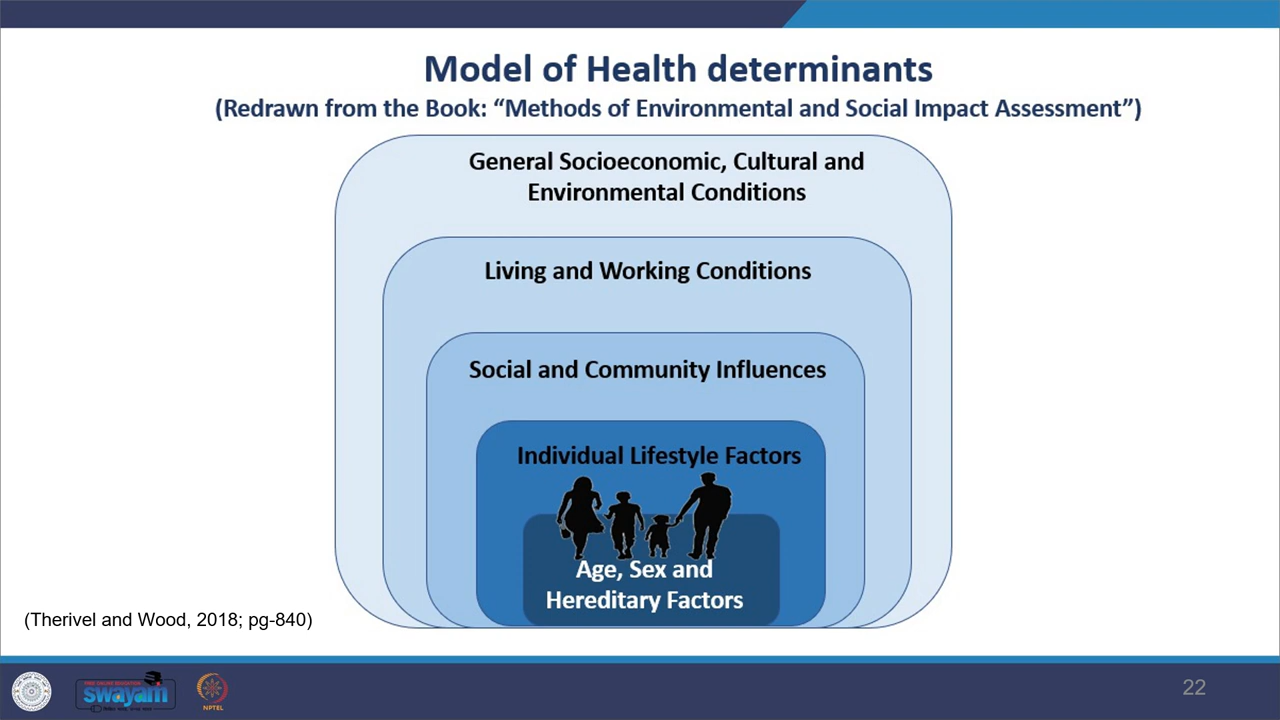 Model of Health determinants
(Redrawn from the Book: “Methods of Environmental and Social Impact Assessment”)
General Socioeconomic, Cultural and
Environmental Conditions
Living and Working Conditions
Social and Community Influences
Individual Lifestyle Factors
Age, Sex and
Hereditary Factors
(Therivel and Wood, 2018; pg-840)
swayam
NPTEL
22